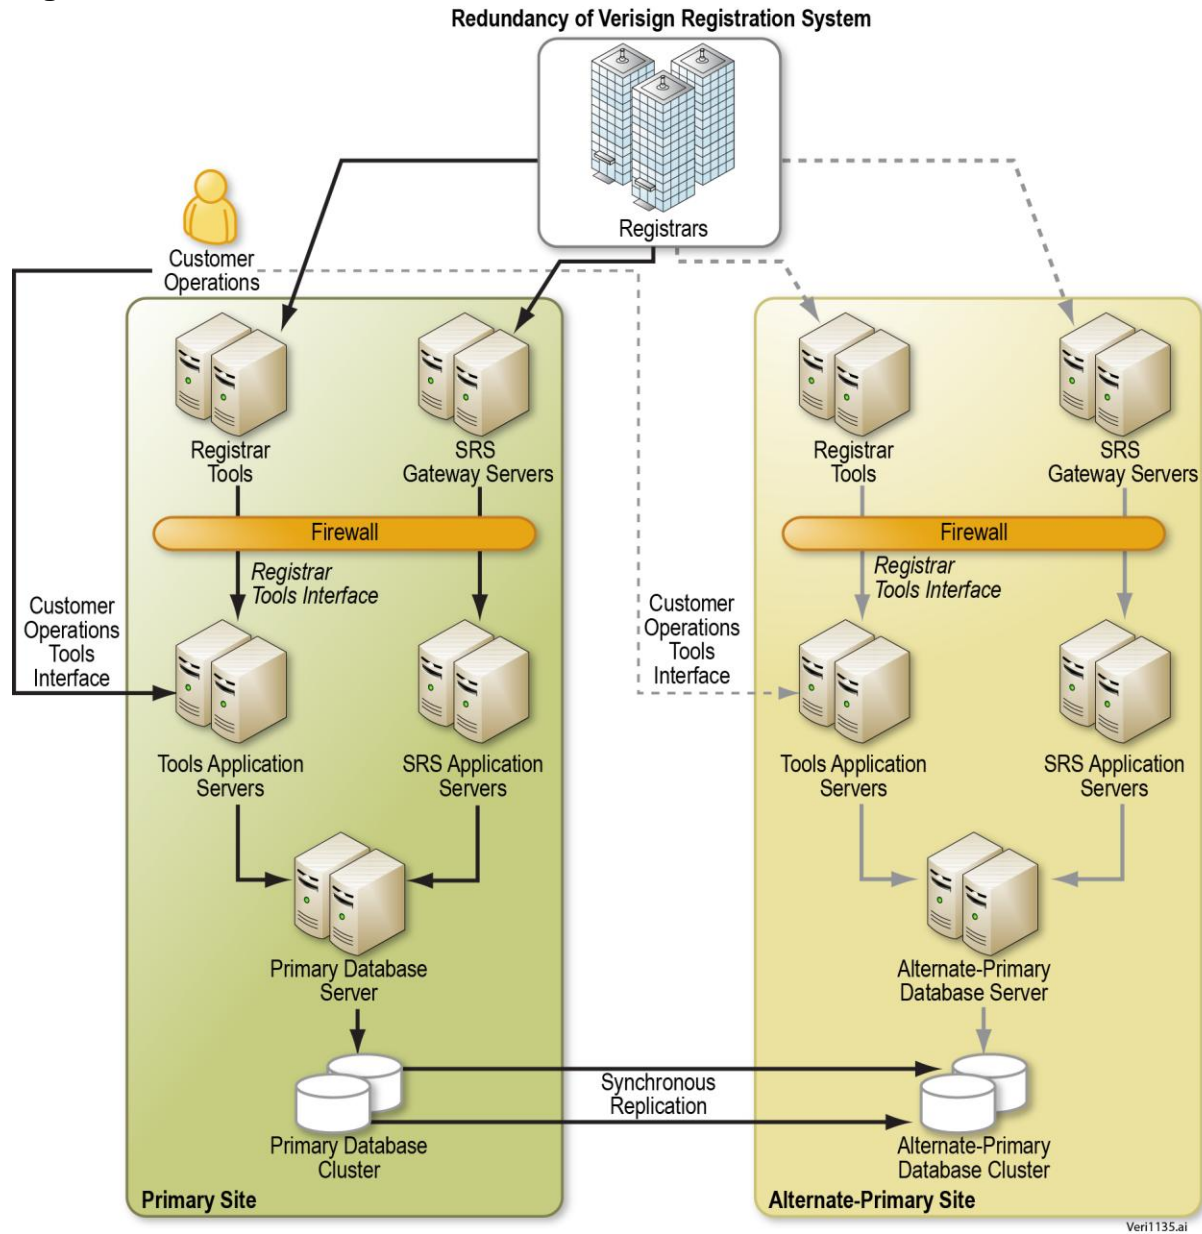 Redundancy of Verisign Registration System
Registrars
Customer
Operations
Registrar
Tools
SRS
Gateway Servers
Registrar
Tools
SRS
Gateway Servers
Firewall
Firewall
Registrar
Tools Interface
Registrar
Tools Interface
Customer
Operations
Tools
Interface
Customer
Operations
Tools
Interface
Tools Application
Servers
SRS Application
Servers
Tools Application
Servers
SRS Application
Servers
Primary Database
Server
Alternate-Primary
Database Server
Synchronous
Replication
Primary Database
Cluster
Alternate-Primary
Database Cluster
Primary Site
Alternate-Primary Site
Veri1135.ai